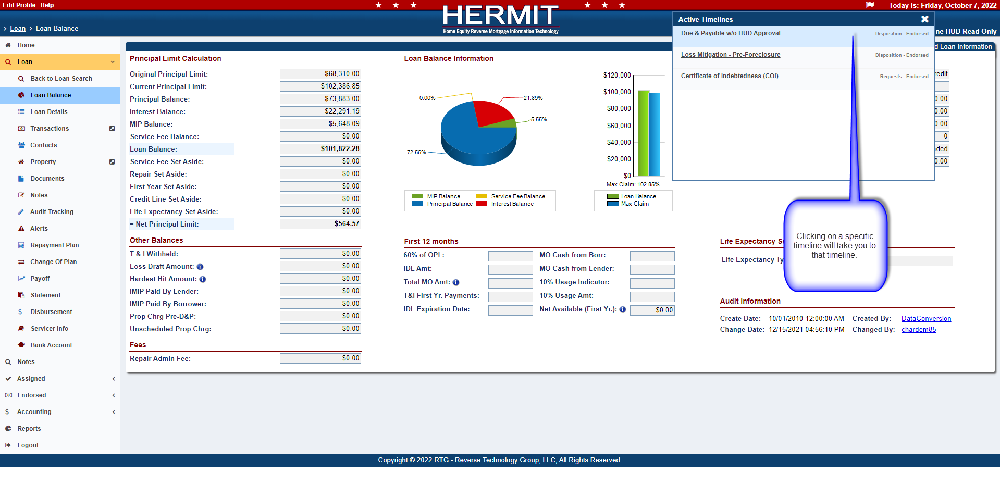 Edit Profile Help
Today is: Friday, October 7, 2022
HERMIT
Home Equity Reverse Mortgage Information Technology
> Loan > Loan Balance
ne HUD Read Only
Home
Loan
Back to Loan Search
Loan Balance
Loan Details
Transactions
Contacts
Property
Documents
Notes
Audit Tracking
Alerts
Repayment Plan
Change Of Plan
Payoff
Statement
Disbursement
Servicer Info
Bank Account
Notes
Assigned
Endorsed
Accounting
Reports
Logout
Principal Limit Calculation
Original Principal Limit: $68,310.00
Current Principal Limit: $102,386.85
Principal Balance: $73,883.00
Interest Balance: $22,291.19
MIP Balance: $5,648.09
Service Fee Balance: $0.00
Loan Balance: $101,822.28
Service Fee Set Aside: $0.00
Repair Set Aside: $0.00
First Year Set Aside: $0.00
Credit Line Set Aside: $0.00
Life Expectancy Set Aside: $0.00
= Net Principal Limit: $564.57
Other Balances
T & I Withheld: $0.00
Loss Draft Amount: $0.00
Hardest Hit Amount: $0.00
IMIP Paid By Lender: $0.00
IMIP Paid By Borrower: $0.00
Prop Chrg Pre-D&P: $0.00
Unscheduled Prop Chrg: $0.00
Fees
Repair Admin Fee: $0.00
Loan Balance Information
0.00%
21.89%
5.55%
72.56%
MIP Balance Service Fee Balance
Principal Balance Interest Balance
$120,000
$100,000
$80,000
$60,000
$40,000
$20,000
$0
Max Claim: 102.85%
Loan Balance
Max Claim
First 12 months
60% of OPL: MO Cash from Borr:
IDL Amt: MO Cash from Lender:
Total MO Amt: 10% Usage Indicator:
T&I First Yr. Payments: 10% Usage Amt:
IDL Expiration Date: Net Available (First Yr.): $0.00
Active Timelines
Due & Payable w/o HUD Approval Disposition - Endorsed
Loss Mitigation - Pre-Foreclosure Disposition - Endorsed
Certificate of Indebtedness (COI) Requests - Endorsed
d Loan Information
redit
0.00
0.00
0.00
0
ded
0.00
Clicking on a specific
timeline will take you to
that timeline.
Life Expectancy S
Life Expectancy Ty
Audit Information
Create Date: 10/01/2010 12:00:00 AM Created By: DataConversion
Change Date: 12/15/2021 04:56:10 PM Changed By: chardem85
Copyright © 2022 RTG - Reverse Technology Group, LLC, All Rights Reserved.